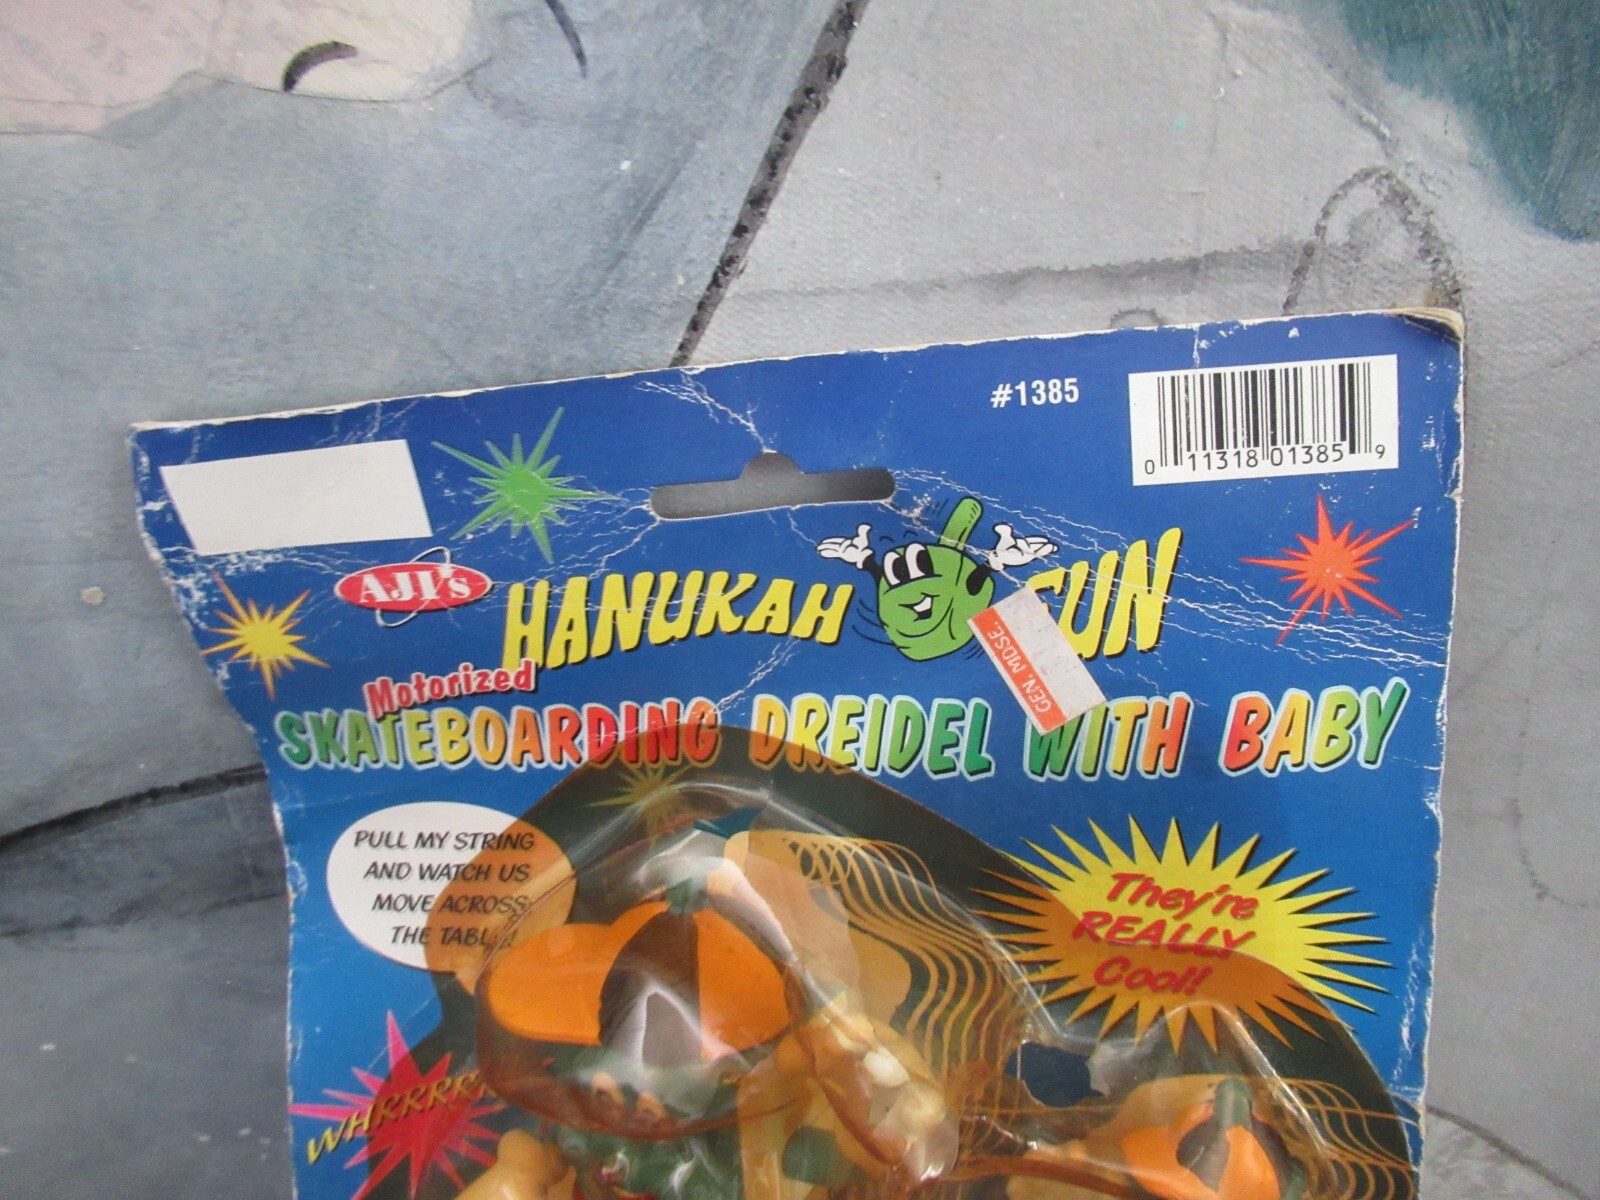 #1385
0 11318 01385 9
AJI's
HANUKAH FUN
GEN. MDSE.
Motorized
SKATEBOARDING DREIDEL WITH BABY
PULL MY STRING
AND WATCH US
MOVE ACROSS
THE TABLE!
They're
REALLY
Cool!
WHRRRRR